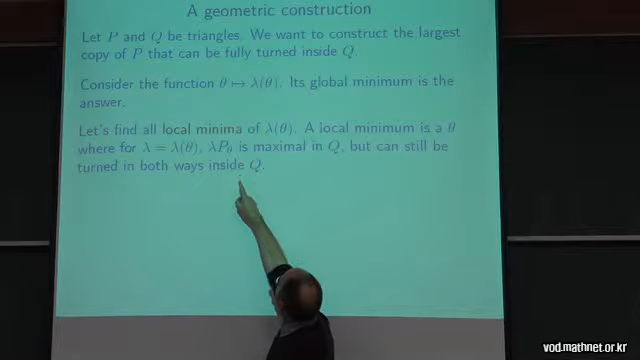 A geometric construction
Let P and Q be triangles. We want to construct the largest
copy of P that can be fully turned inside Q.
Consider the function θ ↦ λ(θ). Its global minimum is the
answer.
Let's find all local minima of λ(θ). A local minimum is a θ
where for λ = λ(θ), λP_θ is maximal in Q, but can still be
turned in both ways inside Q.
vod.mathnet.or.kr